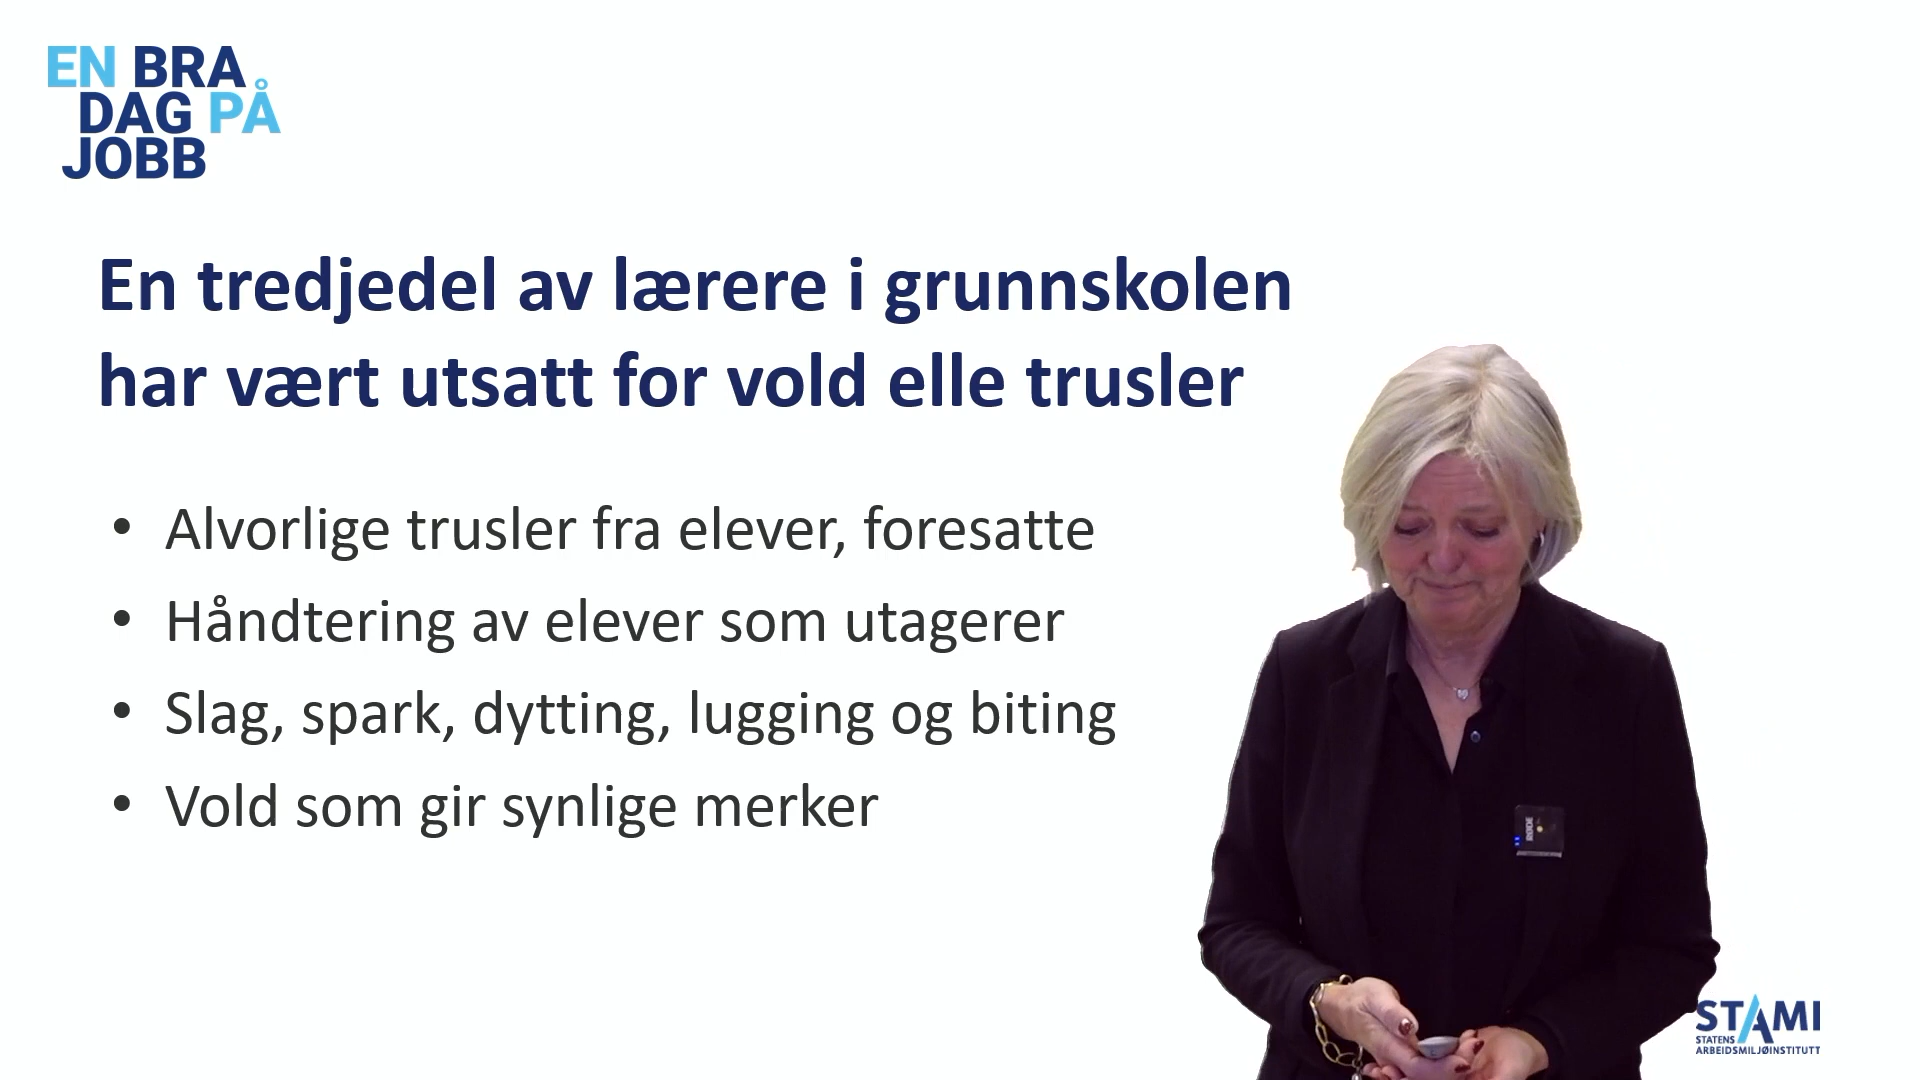 EN BRA
DAG PÅ
JOBB
En tredjedel av lærere i grunnskolen
har vært utsatt for vold elle trusler
• Alvorlige trusler fra elever, foresatte
• Håndtering av elever som utagerer
• Slag, spark, dytting, lugging og biting
• Vold som gir synlige merker
RØDE
STAMI
STATENS
ARBEIDSMILJØINSTITUTT